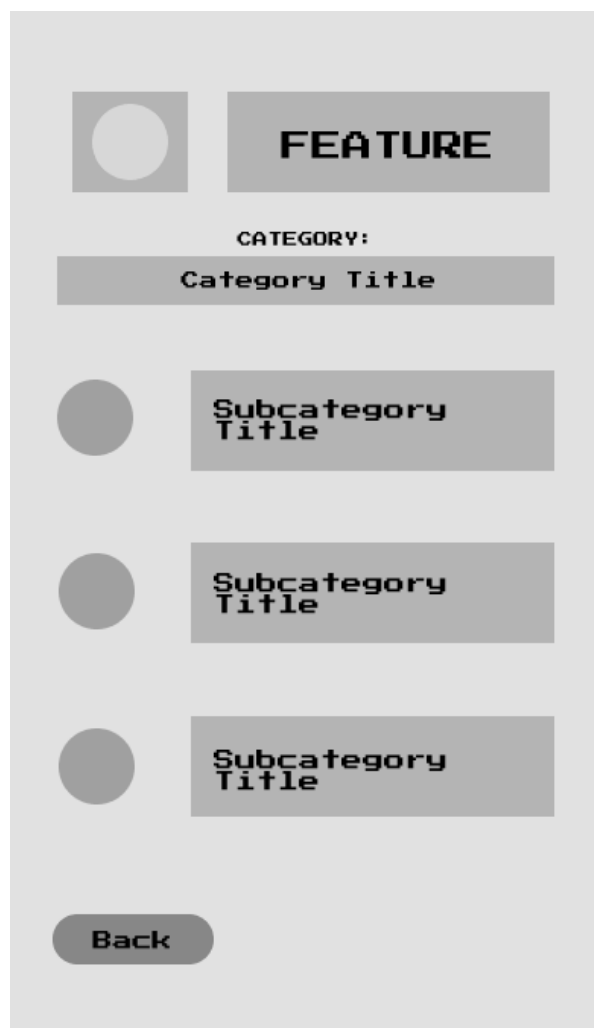 FEATURE
CATEGORY:
Category Title
Subcategory
Title
Subcategory
Title
Subcategory
Title
Back